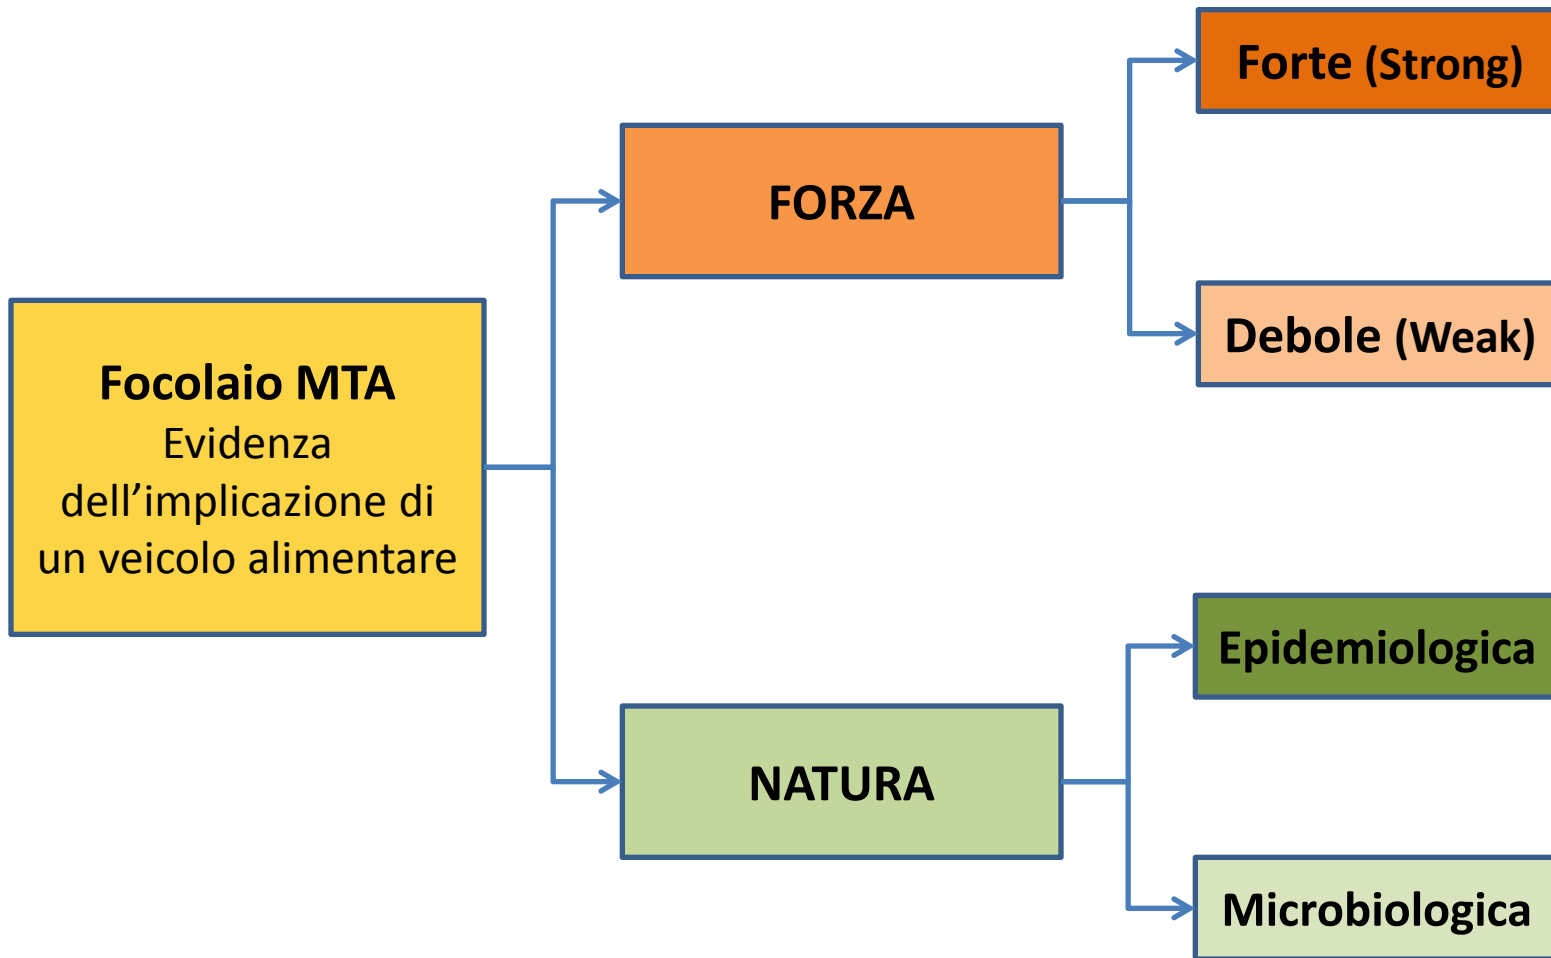 Focolaio MTA
Evidenza
dell’implicazione di
un veicolo alimentare
FORZA
Forte (Strong)
Debole (Weak)
NATURA
Epidemiologica
Microbiologica